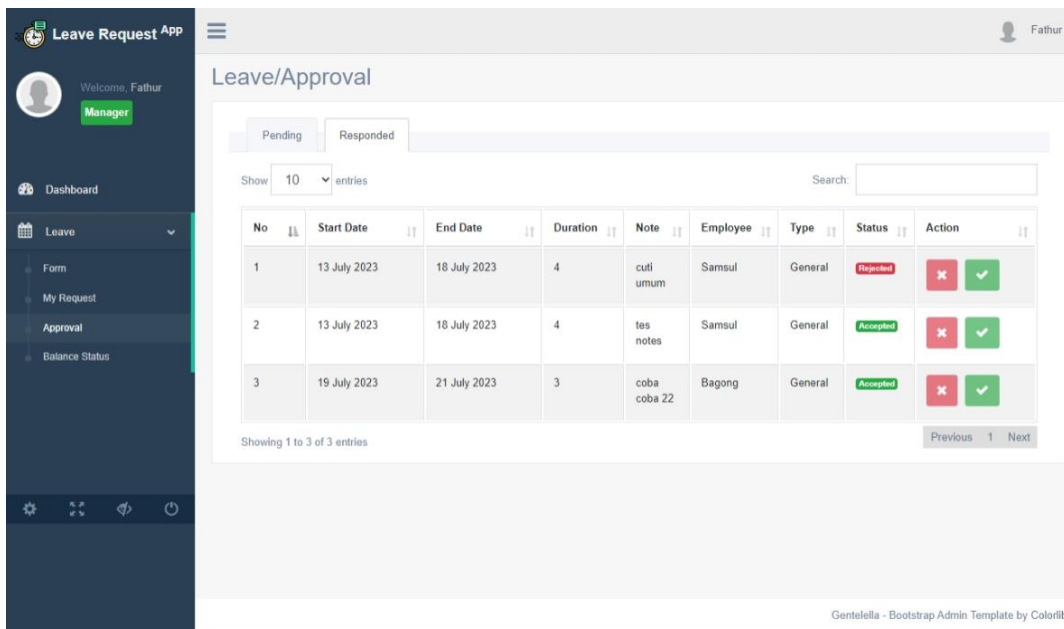 Leave Request App
Fathur
Welcome, Fathur
Manager
Dashboard
Leave
Form
My Request
Approval
Balance Status
Leave/Approval
Pending Responded
Show 10 entries Search:
No Start Date End Date Duration Note Employee Type Status Action
1 13 July 2023 18 July 2023 4 cuti umum Samsul General Rejected
2 13 July 2023 18 July 2023 4 tes notes Samsul General Accepted
3 19 July 2023 21 July 2023 3 coba coba 22 Bagong General Accepted
Showing 1 to 3 of 3 entries Previous 1 Next
Gentelella - Bootstrap Admin Template by Colorlib